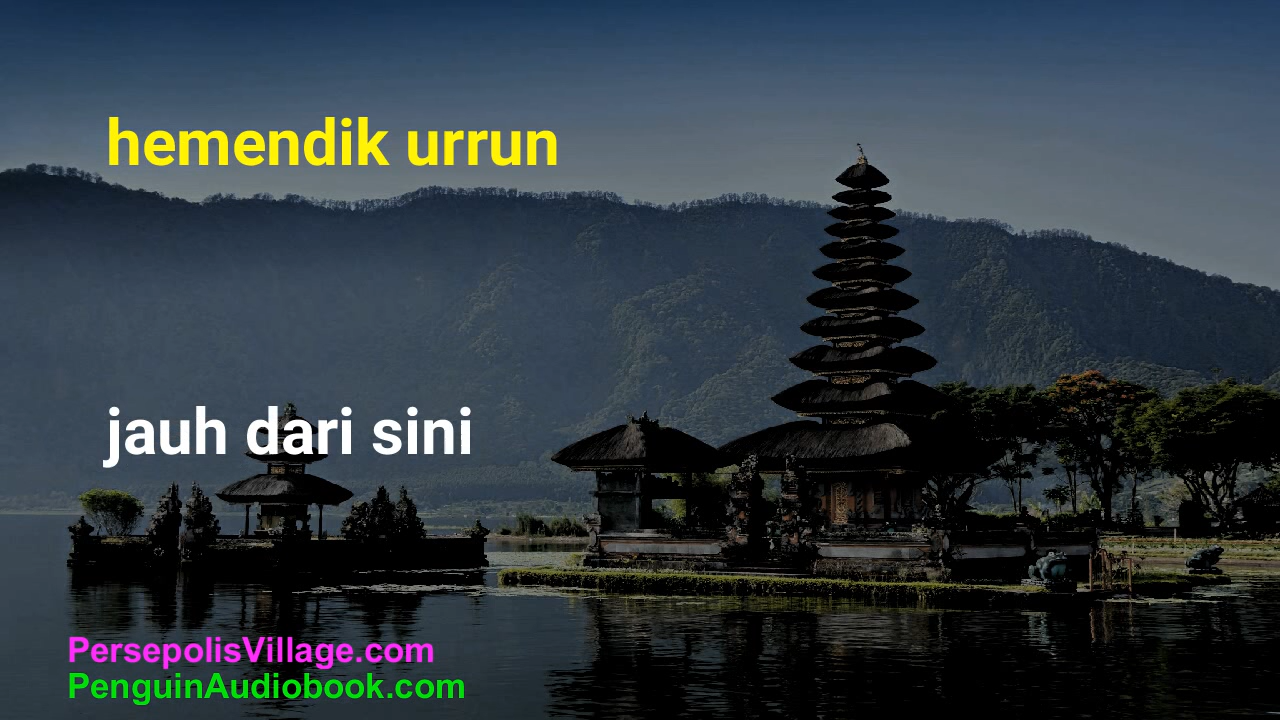 hemendik urrun
jauh dari sini
PersepolisVillage.com
PenguinAudiobook.com